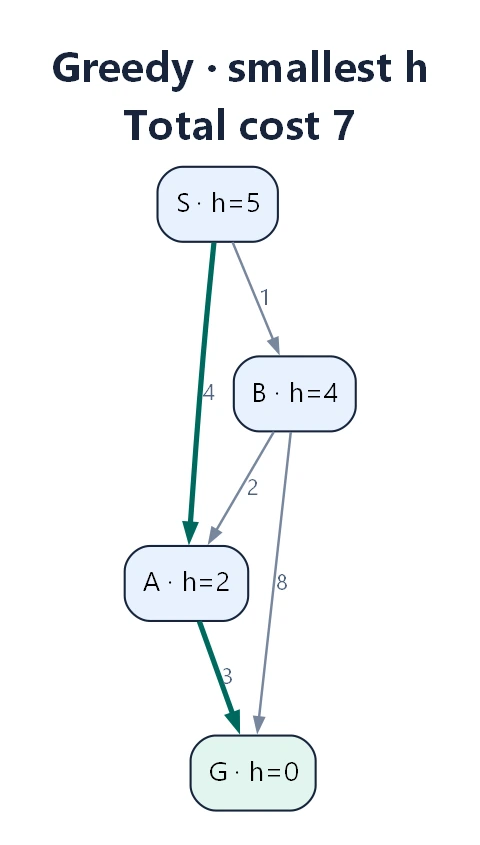 Greedy · smallest h
Total cost 7
S · h=5
1
4
B · h=4
2
A · h=2
8
3
G · h=0